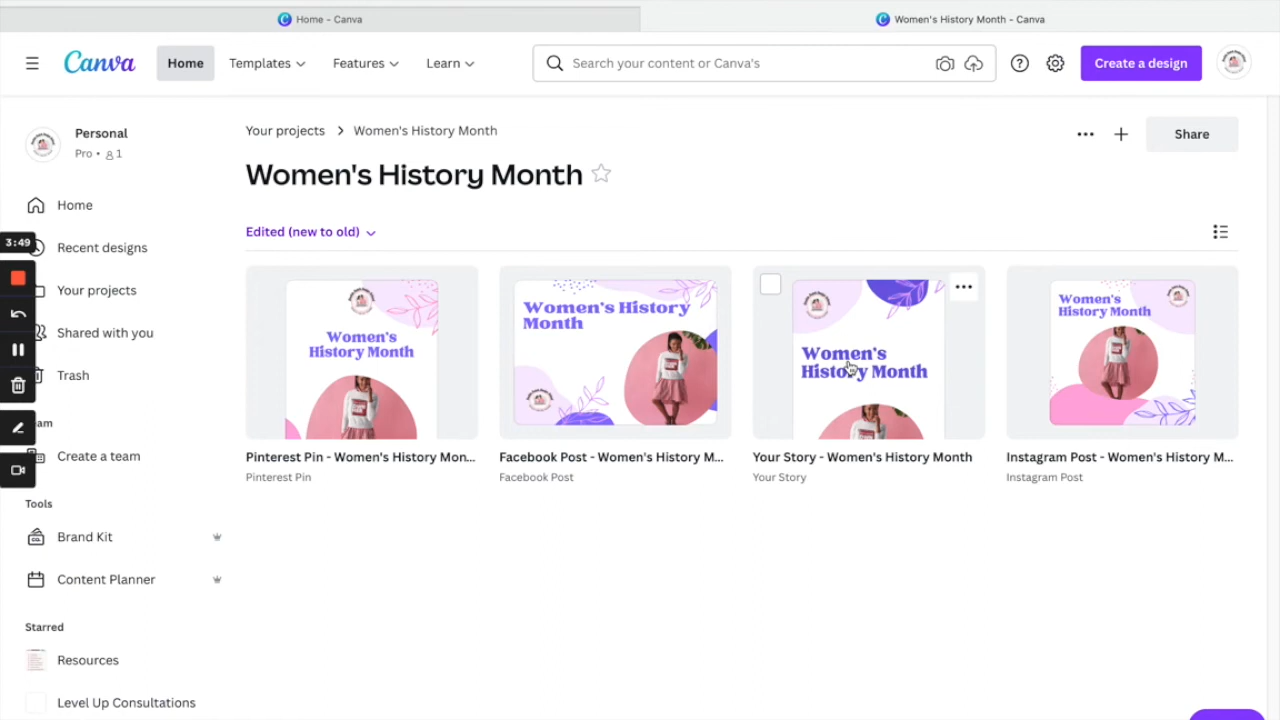 Home - Canva
Women's History Month - Canva
Canva
Home
Templates
Features
Learn
Search your content or Canva's
Create a design
Personal
Pro • 1
Home
Recent designs
Your projects
Shared with you
Trash
3:49
eam
Create a team
Tools
Brand Kit
Content Planner
Starred
Resources
Level Up Consultations
Your projects > Women's History Month
Share
Women's History Month
Edited (new to old)
Women's
History Month
Women's History
Month
Women's
History Month
Women's
History Month
Pinterest Pin - Women's History Mon...
Pinterest Pin
Facebook Post - Women's History M...
Facebook Post
Your Story - Women's History Month
Your Story
Instagram Post - Women's History M...
Instagram Post